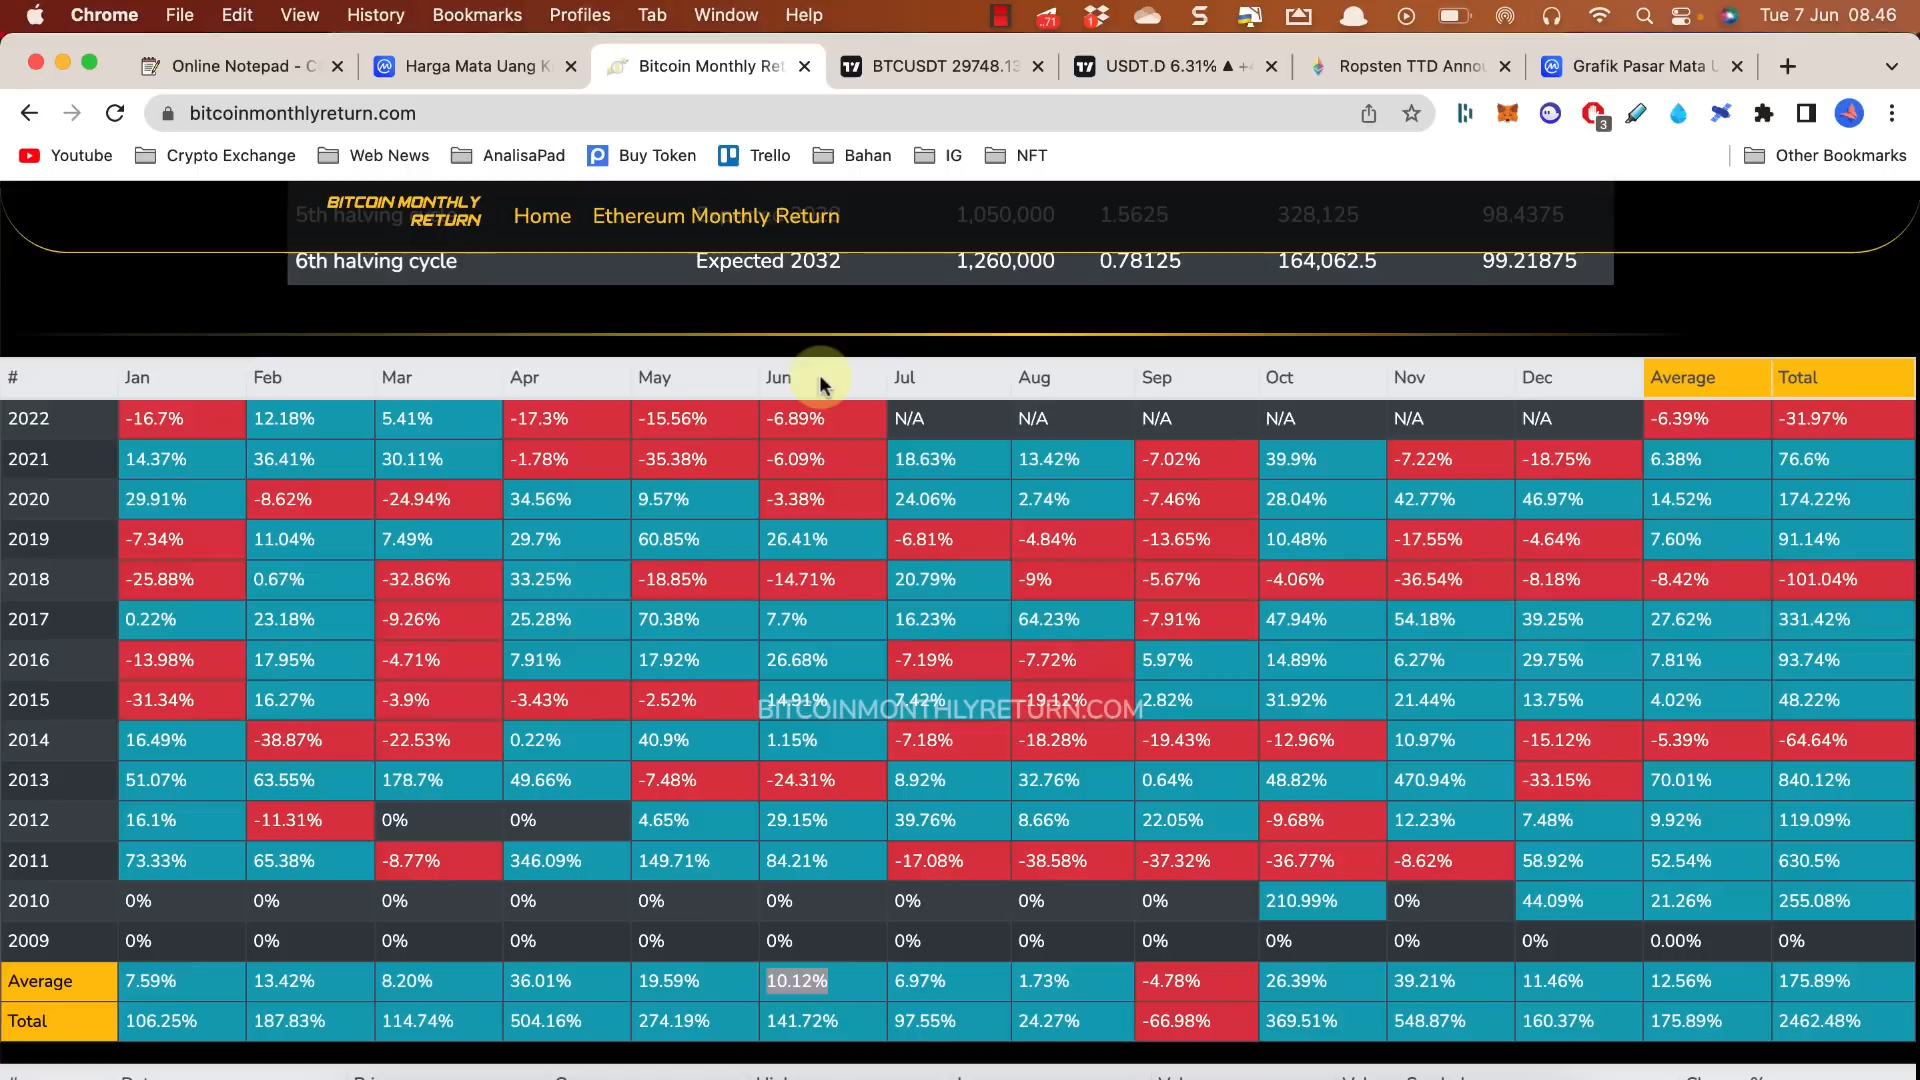 Chrome File Edit View History Bookmarks Profiles Tab Window Help ..71 1 Tue 7 Jun 08.46
Online Notepad - C Harga Mata Uang K Bitcoin Monthly Ret BTCUSDT 29748.13 USDT.D 6.31% ▲ +4 Ropsten TTD Annou Grafik Pasar Mata U
bitcoinmonthlyreturn.com 3
Youtube Crypto Exchange Web News AnalisaPad Buy Token Trello Bahan IG NFT Other Bookmarks
BITCOIN MONTHLY
RETURN Home Ethereum Monthly Return
5th halving cycle 1,050,000 1.5625 328,125 98.4375
6th halving cycle Expected 2032 1,260,000 0.78125 164,062.5 99.21875
# Jan Feb Mar Apr May Jun Jul Aug Sep Oct Nov Dec Average Total
2022 -16.7% 12.18% 5.41% -17.3% -15.56% -6.89% N/A N/A N/A N/A N/A N/A -6.39% -31.97%
2021 14.37% 36.41% 30.11% -1.78% -35.38% -6.09% 18.63% 13.42% -7.02% 39.9% -7.22% -18.75% 6.38% 76.6%
2020 29.91% -8.62% -24.94% 34.56% 9.57% -3.38% 24.06% 2.74% -7.46% 28.04% 42.77% 46.97% 14.52% 174.22%
2019 -7.34% 11.04% 7.49% 29.7% 60.85% 26.41% -6.81% -4.84% -13.65% 10.48% -17.55% -4.64% 7.60% 91.14%
2018 -25.88% 0.67% -32.86% 33.25% -18.85% -14.71% 20.79% -9% -5.67% -4.06% -36.54% -8.18% -8.42% -101.04%
2017 0.22% 23.18% -9.26% 25.28% 70.38% 7.7% 16.23% 64.23% -7.91% 47.94% 54.18% 39.25% 27.62% 331.42%
2016 -13.98% 17.95% -4.71% 7.91% 17.92% 26.68% -7.19% -7.72% 5.97% 14.89% 6.27% 29.75% 7.81% 93.74%
2015 -31.34% 16.27% -3.9% -3.43% -2.52% 14.91% 7.42% -19.12% 2.82% 31.92% 21.44% 13.75% 4.02% 48.22%
BITCOINMONTHLYRETURN.COM
2014 16.49% -38.87% -22.53% 0.22% 40.9% 1.15% -7.18% -18.28% -19.43% -12.96% 10.97% -15.12% -5.39% -64.64%
2013 51.07% 63.55% 178.7% 49.66% -7.48% -24.31% 8.92% 32.76% 0.64% 48.82% 470.94% -33.15% 70.01% 840.12%
2012 16.1% -11.31% 0% 0% 4.65% 29.15% 39.76% 8.66% 22.05% -9.68% 12.23% 7.48% 9.92% 119.09%
2011 73.33% 65.38% -8.77% 346.09% 149.71% 84.21% -17.08% -38.58% -37.32% -36.77% -8.62% 58.92% 52.54% 630.5%
2010 0% 0% 0% 0% 0% 0% 0% 0% 0% 210.99% 0% 44.09% 21.26% 255.08%
2009 0% 0% 0% 0% 0% 0% 0% 0% 0% 0% 0% 0% 0.00% 0%
Average 7.59% 13.42% 8.20% 36.01% 19.59% 10.12% 6.97% 1.73% -4.78% 26.39% 39.21% 11.46% 12.56% 175.89%
Total 106.25% 187.83% 114.74% 504.16% 274.19% 141.72% 97.55% 24.27% -66.98% 369.51% 548.87% 160.37% 175.89% 2462.48%